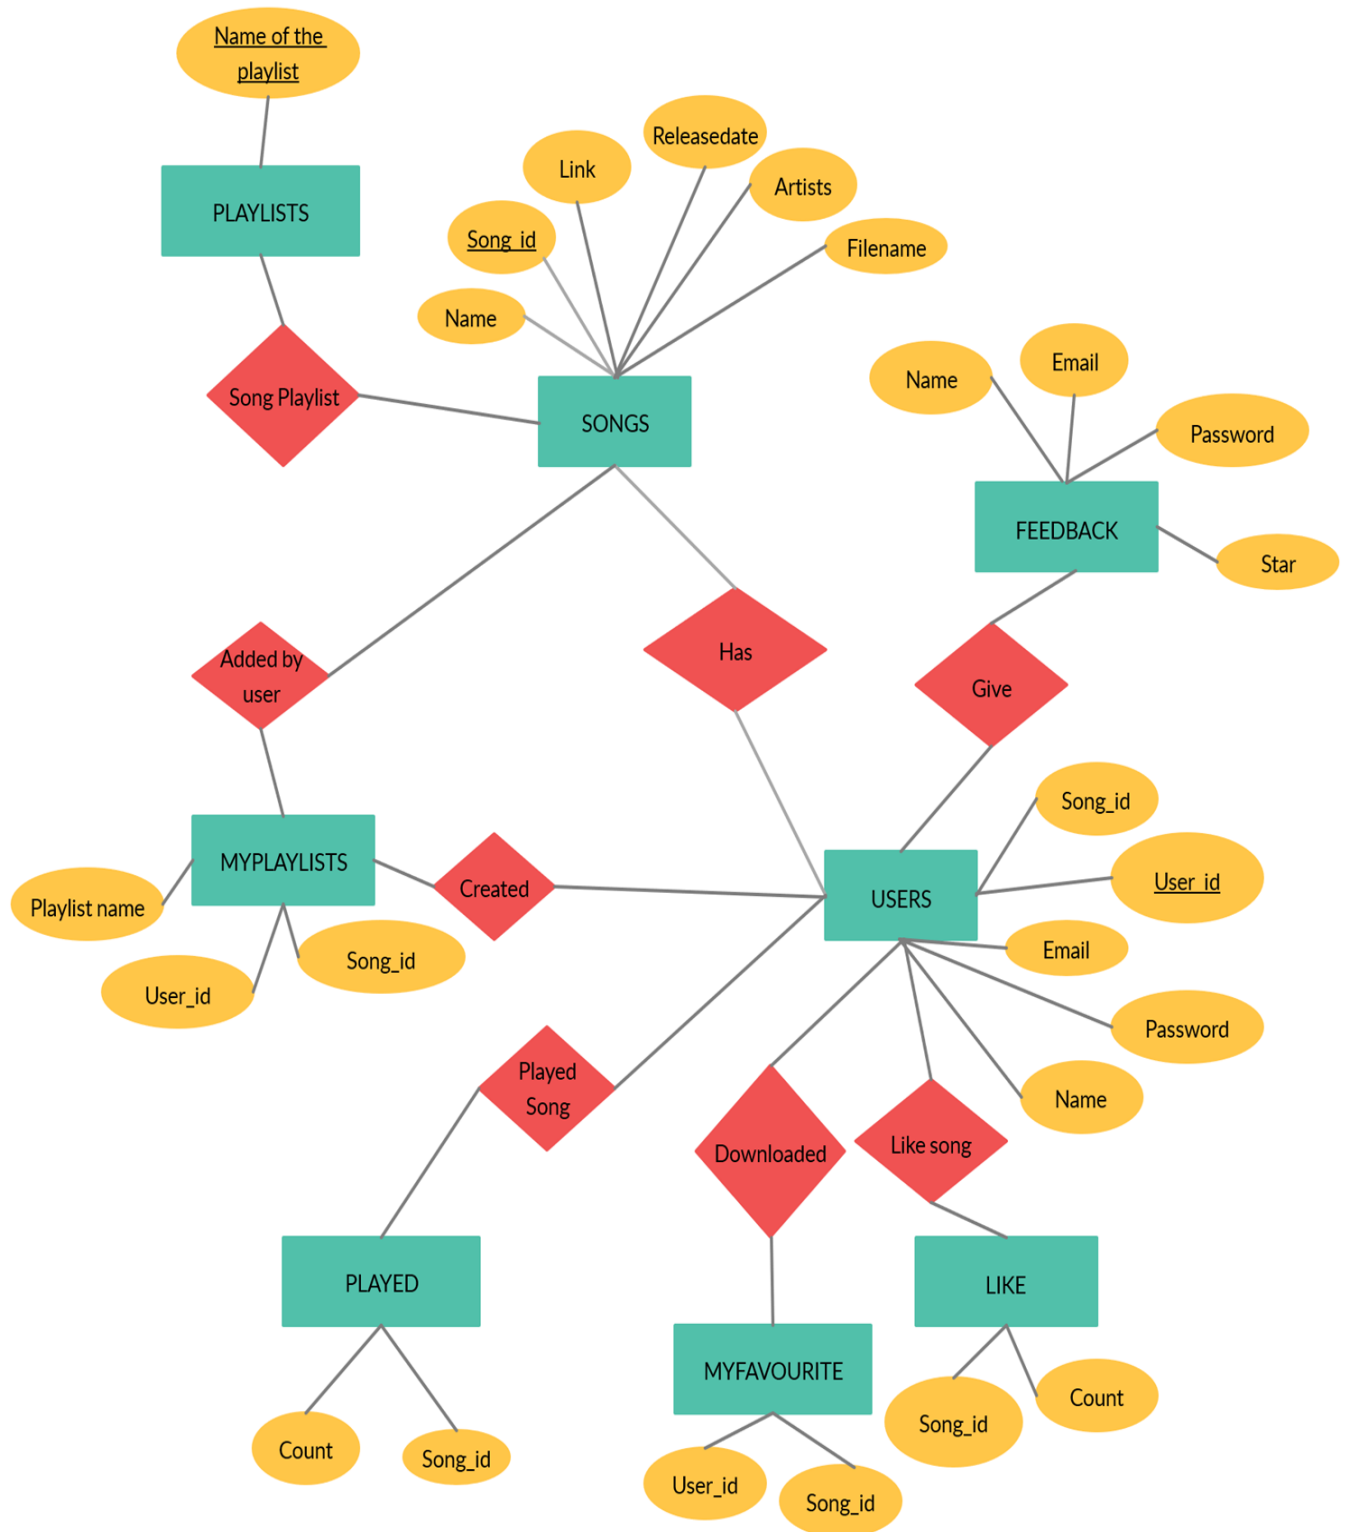 Name of the
playlist
PLAYLISTS
Releasedate
Link
Artists
Song_id
Filename
Name
SONGS
Song Playlist
Name
Email
Password
FEEDBACK
Star
Added by
user
Has
Give
Song_id
MYPLAYLISTS
Created
USERS
User_id
Playlist name
Song_id
User_id
Email
Password
Name
Played
Song
Downloaded
Like song
PLAYED
LIKE
MYFAVOURITE
Count
Song_id
User_id
Song_id
Song_id
Count